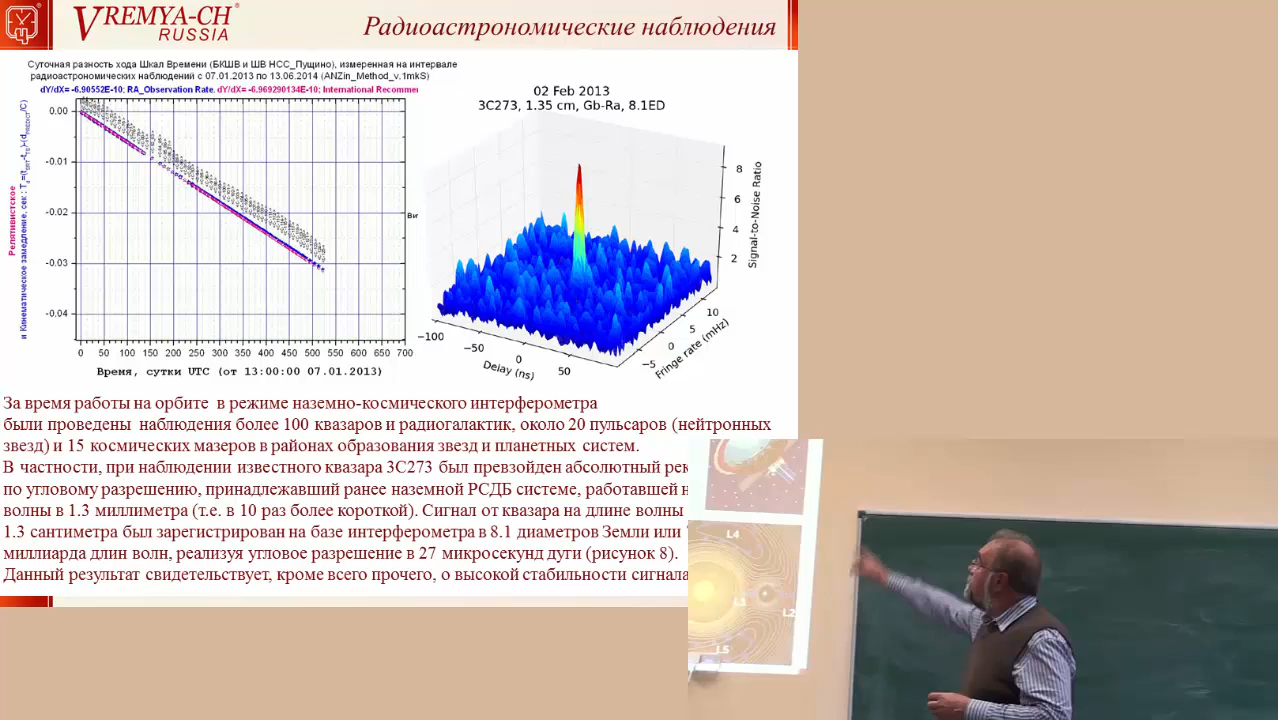 VREMYA-CH®
RUSSIA
Радиоастрономические наблюдения
Суточная разность хода Шкал Времени (БКШВ и ШВ НСС_Пущино), измеренная на интервале
радиоастрономических наблюдений с 07.01.2013 по 13.06.2014 (ANZin_Method_v.1mkS)
dY/dX= -6.90552E-10; RA_Observation Rate. dY/dX= -6.969290134E-10; International Recommer
Релятивистское
и Кинематическое замедление, сек :
0.00
-0.01
-0.02
-0.03
-0.04
0 50 100 150 200 250 300 350 400 450 500 550 600 650 700
Время, сутки UTC (от 13:00:00 07.01.2013)
Ви
02 Feb 2013
3C273, 1.35 cm, Gb-Ra, 8.1ED
8
6
4
2
Signal-to-Noise Ratio
−100
−50
0
50
Delay (ns)
−5
0
5
10
Fringe rate (mHz)
За время работы на орбите в режиме наземно-космического интерферометра
были проведены наблюдения более 100 квазаров и радиогалактик, около 20 пульсаров (нейтронных
звезд) и 15 космических мазеров в районах образования звезд и планетных систем.
В частности, при наблюдении известного квазара 3С273 был превзойден абсолютный рек
по угловому разрешению, принадлежавший ранее наземной РСДБ системе, работавшей н
волны в 1.3 миллиметра (т.е. в 10 раз более короткой). Сигнал от квазара на длине волны
1.3 сантиметра был зарегистрирован на базе интерферометра в 8.1 диаметров Земли или
миллиарда длин волн, реализуя угловое разрешение в 27 микросекунд дуги (рисунок 8).
Данный результат свидетельствует, кроме всего прочего, о высокой стабильности сигнала
L4
L1
L2
L5